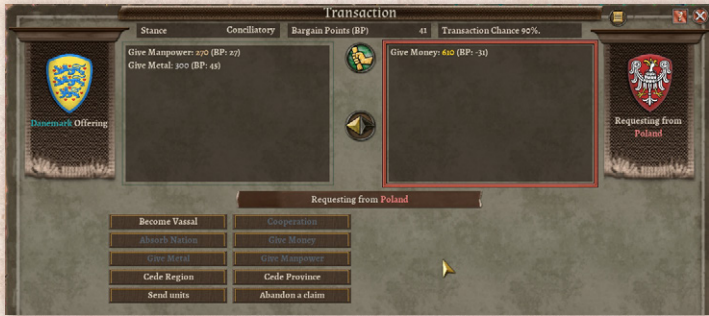 Transaction
Stance Conciliatory Bargain Points (BP) 41 Transaction Chance 90%.
Give Manpower: 270 (BP: 27)
Give Metal: 300 (BP: 45)
Give Money: 610 (BP: -31)
Danemark Offering
Requesting from
Poland
Requesting from Poland
Become Vassal Cooperation
Absorb Nation Give Money
Give Metal Give Manpower
Cede Region Cede Province
Send units Abandon a claim